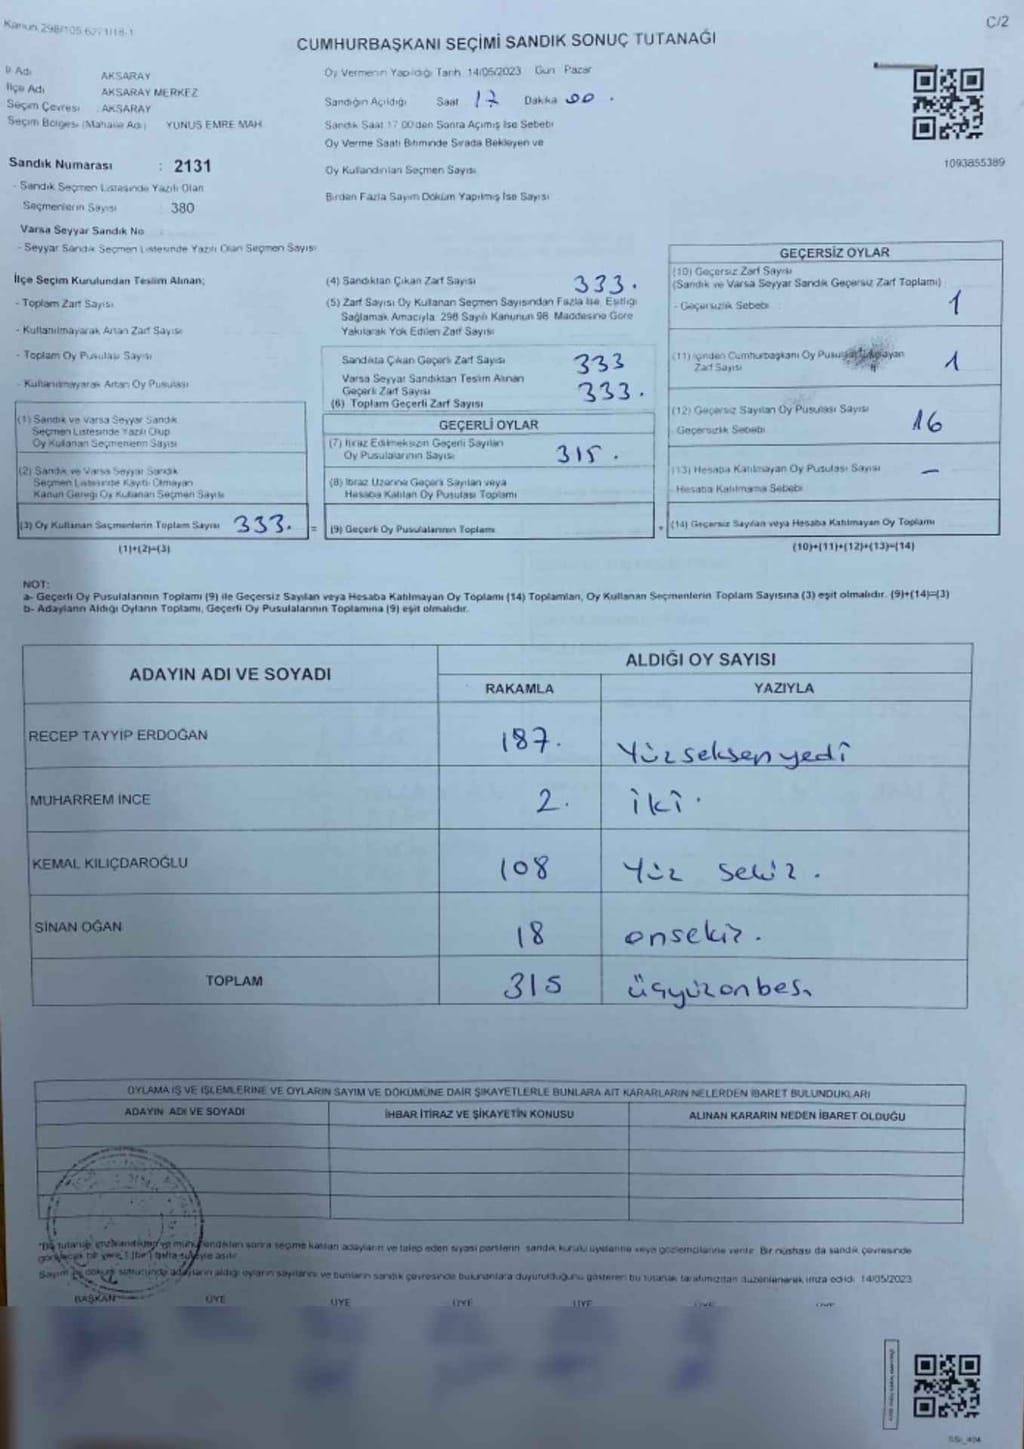 Kanun 298/105 6271/18-1
C/2
CUMHURBAŞKANI SEÇİMİ SANDIK SONUÇ TUTANAĞI
İl Adı AKSARAY
İlçe Adı AKSARAY MERKEZ
Seçim Çevresi : AKSARAY
Seçim Bölgesi (Mahalle Adı) YUNUS EMRE MAH.
Sandık Numarası : 2131
- Sandık Seçmen Listesinde Yazılı Olan
Seçmenlerin Sayısı : 380
Varsa Seyyar Sandık No
- Seyyar Sandık Seçmen Listesinde Yazılı Olan Seçmen Sayısı
Oy Vermenin Yapıldığı Tarih 14/05/2023 Gün Pazar
Sandığın Açıldığı Saat 17 Dakika 00 .
Sandık Saat 17:00'den Sonra Açımış İse Sebebi
Oy Verme Saati Bitiminde Sırada Bekleyen ve
Oy Kullandırılan Seçmen Sayısı
Birden Fazla Sayım Döküm Yapılmış İse Sayısı
1093855389
İlçe Seçim Kurulundan Teslim Alınan;
- Toplam Zarf Sayısı
- Kullanılmayarak Artan Zarf Sayısı
- Toplam Oy Pusulası Sayısı
- Kullanılmayarak Artan Oy Pusulası
(1) Sandık ve Varsa Seyyar Sandık
Seçmen Listesinde Yazılı Olup
Oy Kullanan Seçmenlerin Sayısı
(2) Sandık ve Varsa Seyyar Sandık
Seçmen Listesinde Kayıtlı Olmayan
Kanun Gereği Oy Kullanan Seçmen Sayısı
(3) Oy Kullanan Seçmenlerin Toplam Sayısı 333.
(1)+(2)=(3)
(4) Sandıktan Çıkan Zarf Sayısı 333.
(5) Zarf Sayısı Oy Kullanan Seçmen Sayısından Fazla İse, Eşitliği
Sağlamak Amacıyla 298 Sayılı Kanunun 98. Maddesine Göre
Yakılarak Yok Edilen Zarf Sayısı
Sandıkta Çıkan Geçerli Zarf Sayısı 333
Varsa Seyyar Sandıktan Teslim Alınan
Geçerli Zarf Sayısı
(6) Toplam Geçerli Zarf Sayısı 333.
GEÇERLİ OYLAR
(7) İtiraz Edilmeksizin Geçerli Sayılan
Oy Pusulalarının Sayısı 315 .
(8) İtiraz Üzerine Geçerli Sayılan veya
Hesaba Katılan Oy Pusulası Toplamı
= (9) Geçerli Oy Pusulalarının Toplamı
GEÇERSİZ OYLAR
(10) Geçersiz Zarf Sayısı
(Sandık ve Varsa Seyyar Sandık Geçersiz Zarf Toplamı)
- Geçersizlik Sebebi 1
(11) İçinden Cumhurbaşkanı Oy Pusulası Çıkmayan
Zarf Sayısı 1
(12) Geçersiz Sayılan Oy Pusulası Sayısı
Geçersizlik Sebebi 16
(13) Hesaba Katılmayan Oy Pusulası Sayısı -
- Hesaba Katılmama Sebebi
+ (14) Geçersiz Sayılan veya Hesaba Katılmayan Oy Toplamı
(10)+(11)+(12)+(13)=(14)
NOT:
a- Geçerli Oy Pusulalarının Toplamı (9) ile Geçersiz Sayılan veya Hesaba Katılmayan Oy Toplamı (14) Toplamları, Oy Kullanan Seçmenlerin Toplam Sayısına (3) eşit olmalıdır. (9)+(14)=(3)
b- Adayların Aldığı Oyların Toplamı, Geçerli Oy Pusulalarının Toplamına (9) eşit olmalıdır.
ADAYIN ADI VE SOYADI
ALDIĞI OY SAYISI
RAKAMLA YAZIYLA
RECEP TAYYİP ERDOĞAN 187. Yüzseksenyedi
MUHARREM İNCE 2. iki.
KEMAL KILIÇDAROĞLU 108 Yüz sekiz .
SİNAN OĞAN 18 onsekiz .
TOPLAM 315 üçyüzonbeş.
OYLAMA İŞ VE İŞLEMLERİNE VE OYLARIN SAYIM VE DÖKÜMÜNE DAİR ŞİKAYETLERLE BUNLARA AİT KARARLARIN NELERDEN İBARET BULUNDUKLARI
ADAYIN ADI VE SOYADI İHBAR İTİRAZ VE ŞİKAYETİN KONUSU ALINAN KARARIN NEDEN İBARET OLDUĞU
"Bu tutanak imzalandıktan ve mühürlendikten sonra seçime katılan adayların ve talep eden siyasi partilerin sandık kurulu üyelerine veya gözlemcilerine verilir. Bir nüshası da sandık çevresinde
görülecek bir yere 1 (bir) hafta süreyle asılır.
Sayım ve döküm sonucunda adayların aldığı oyların sayılarını ve bunların sandık çevresinde bulunanlara duyurulduğunu gösteren bu tutanak tarafımızdan düzenlenerek imza edildi. 14/05/2023
BAŞKAN ÜYE ÜYE ÜYE ÜYE ÜYE ÜYE